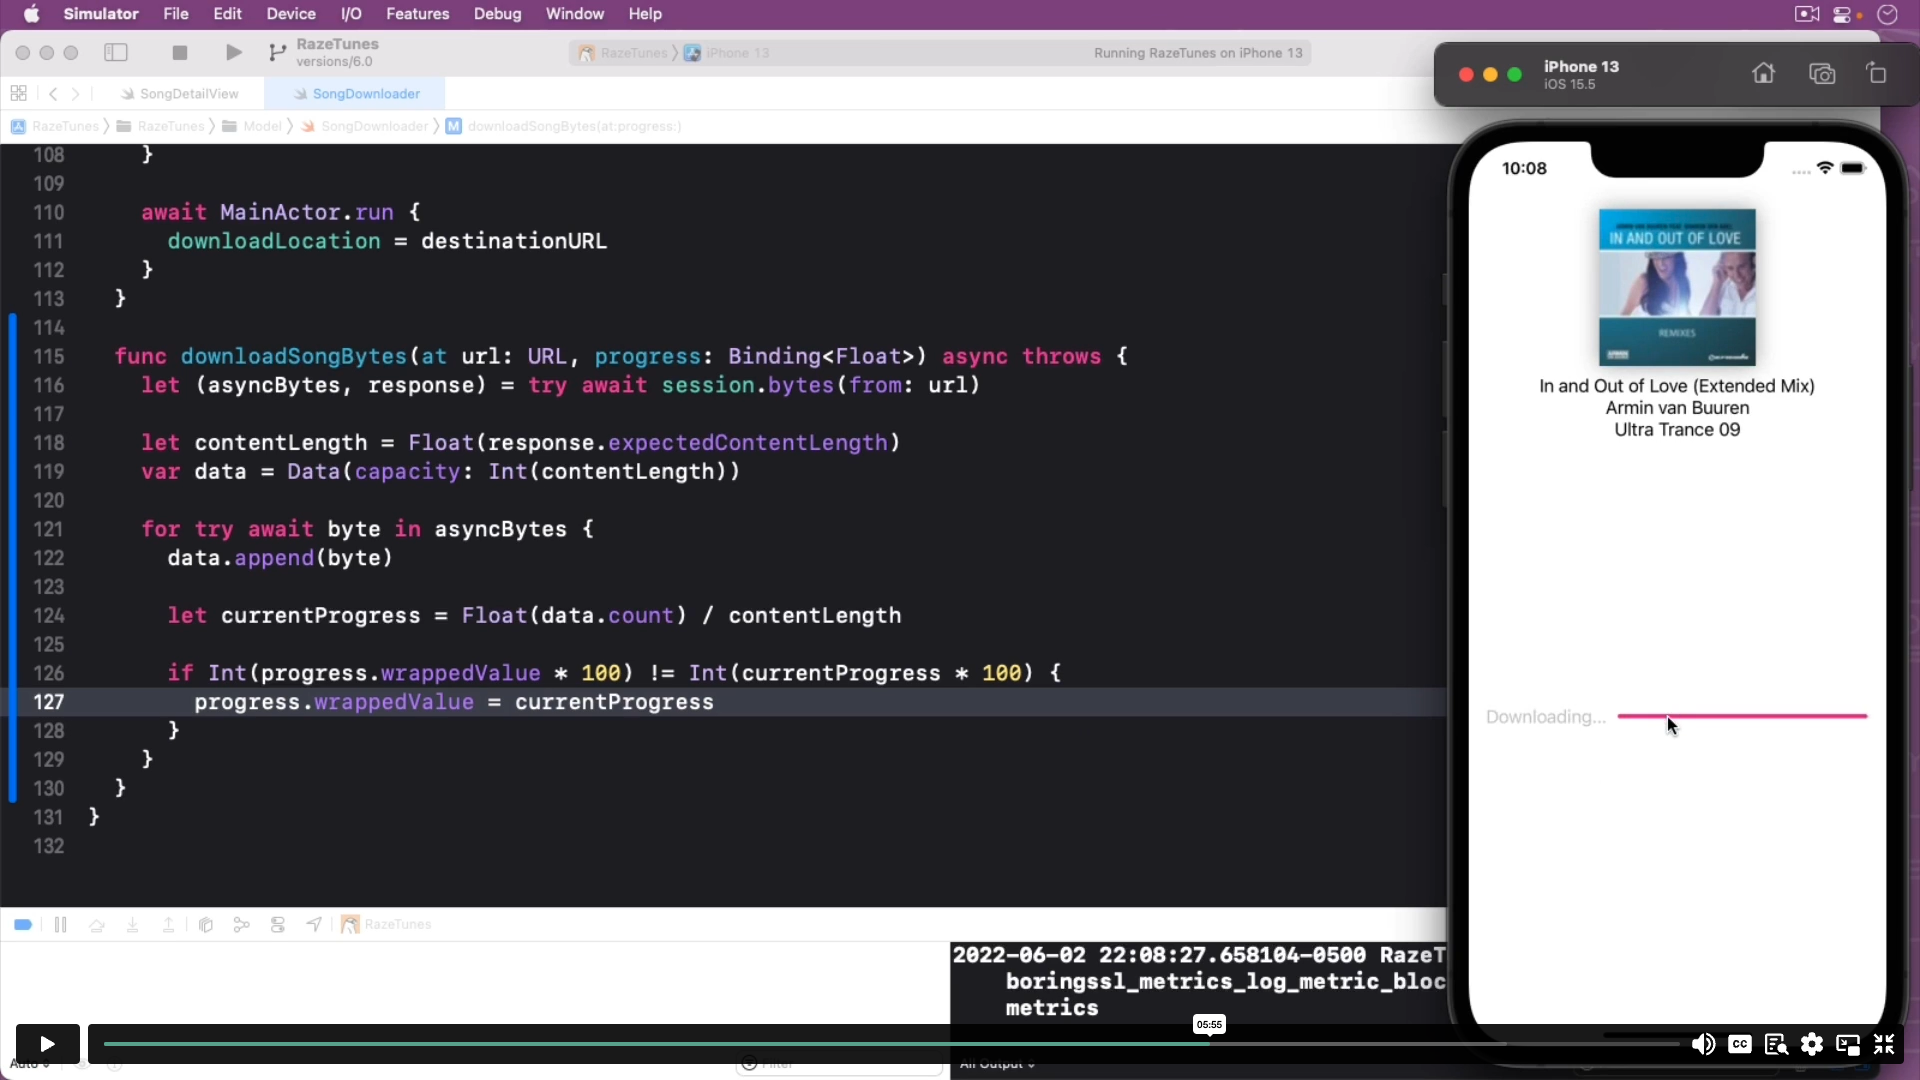 Simulator File Edit Device I/O Features Debug Window Help
RazeTunes
versions/6.0
RazeTunes iPhone 13
Running RazeTunes on iPhone 13
SongDetailView
SongDownloader
RazeTunes RazeTunes Model SongDownloader M downloadSongBytes(at:progress:)
108 }
109
110 await MainActor.run {
111 downloadLocation = destinationURL
112 }
113 }
114
115 func downloadSongBytes(at url: URL, progress: Binding<Float>) async throws {
116 let (asyncBytes, response) = try await session.bytes(from: url)
117
118 let contentLength = Float(response.expectedContentLength)
119 var data = Data(capacity: Int(contentLength))
120
121 for try await byte in asyncBytes {
122 data.append(byte)
123
124 let currentProgress = Float(data.count) / contentLength
125
126 if Int(progress.wrappedValue * 100) != Int(currentProgress * 100) {
127 progress.wrappedValue = currentProgress
128 }
129 }
130 }
131 }
132
RazeTunes
2022-06-02 22:08:27.658104-0500 RazeT
boringssl_metrics_log_metric_bloc
metrics
Auto
Filter
All Output
05:55
CC
iPhone 13
iOS 15.5
10:08
IN AND OUT OF LOVE
REMIXES
In and Out of Love (Extended Mix)
Armin van Buuren
Ultra Trance 09
Downloading...